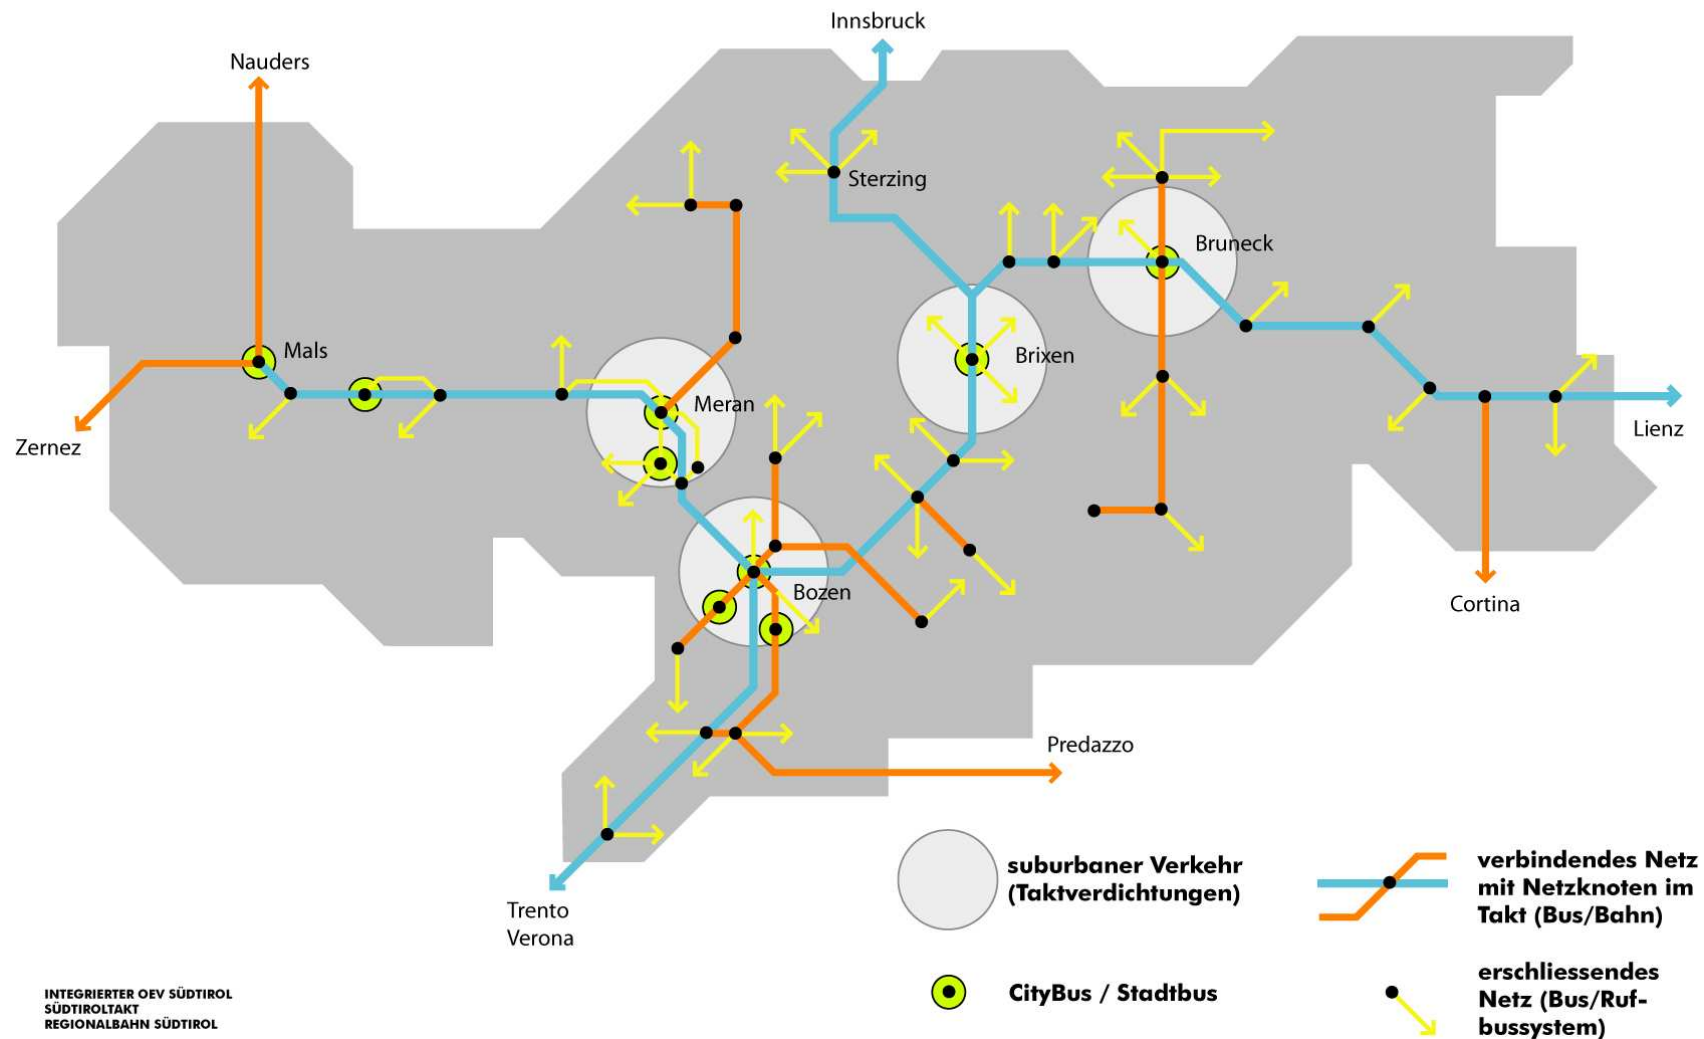 Innsbruck
Nauders
Sterzing
Bruneck
Mals
Brixen
Meran
Zernez
Lienz
Bozen
Cortina
Predazzo
Trento
Verona
suburbaner Verkehr
(Taktverdichtungen)
verbindendes Netz
mit Netzknoten im
Takt (Bus/Bahn)
CityBus / Stadtbus
erschliessendes
Netz (Bus/Ruf-
bussystem)
INTEGRIERTER OEV SÜDTIROL
SÜDTIROLTAKT
REGIONALBAHN SÜDTIROL